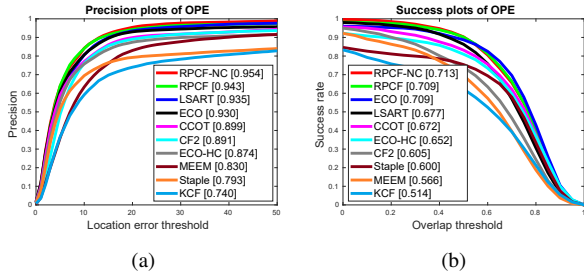 Precision plots of OPE
1
0.9
0.8
0.7
0.6
0.5
0.4
0.3
0.2
0.1
0
Precision
RPCF-NC [0.954]
RPCF [0.943]
LSART [0.935]
ECO [0.930]
CCOT [0.899]
CF2 [0.891]
ECO-HC [0.874]
MEEM [0.830]
Staple [0.793]
KCF [0.740]
0 10 20 30 40 50
Location error threshold
(a)
Success plots of OPE
1
0.9
0.8
0.7
0.6
0.5
0.4
0.3
0.2
0.1
0
Success rate
RPCF-NC [0.713]
RPCF [0.709]
ECO [0.709]
LSART [0.677]
CCOT [0.672]
ECO-HC [0.652]
CF2 [0.605]
Staple [0.600]
MEEM [0.566]
KCF [0.514]
0 0.2 0.4 0.6 0.8 1
Overlap threshold
(b)